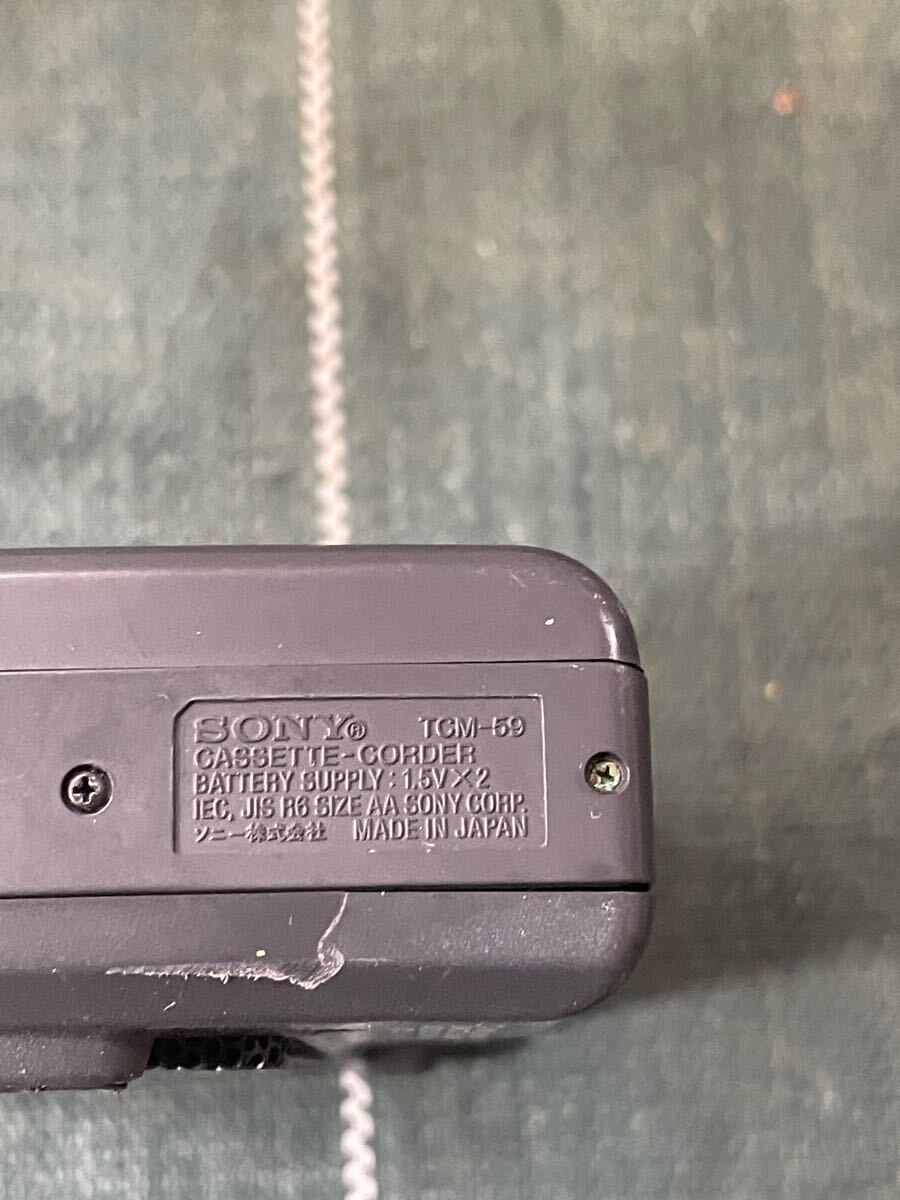 SONY® TCM-59
CASSETTE-CORDER
BATTERY SUPPLY : 1.5V×2
IEC, JIS R6 SIZE AA SONY CORP.
ソニー株式会社 MADE IN JAPAN